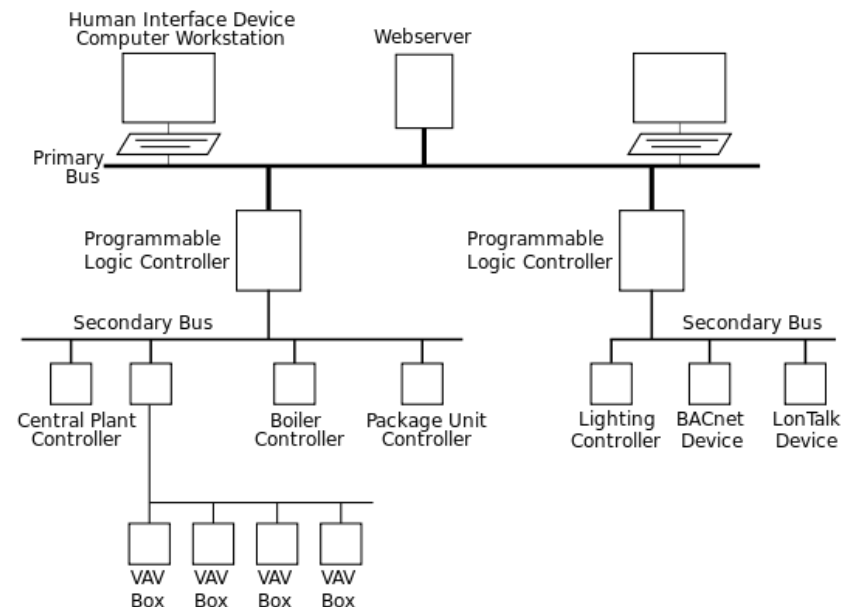 Human Interface Device
Computer Workstation
Webserver
Primary
Bus
Programmable
Logic Controller
Programmable
Logic Controller
Secondary Bus
Secondary Bus
Central Plant
Controller
Boiler
Controller
Package Unit
Controller
Lighting
Controller
BACnet
Device
LonTalk
Device
VAV
Box
VAV
Box
VAV
Box
VAV
Box